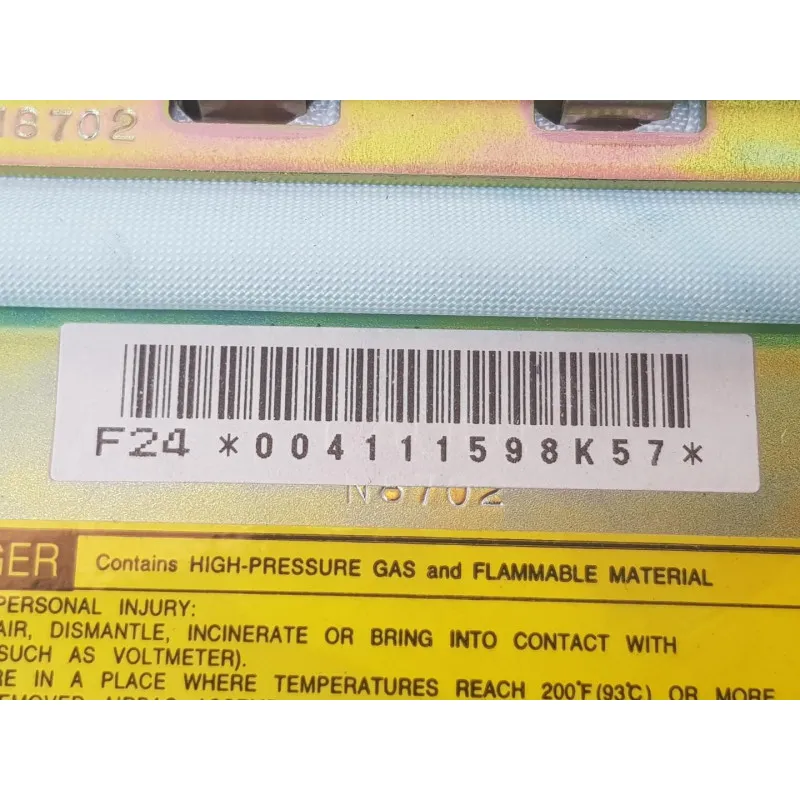 18702
F24 *004111598K57*
N8702
GER Contains HIGH-PRESSURE GAS and FLAMMABLE MATERIAL
PERSONAL INJURY:
AIR, DISMANTLE, INCINERATE OR BRING INTO CONTACT WITH
SUCH AS VOLTMETER).
RE IN A PLACE WHERE TEMPERATURES REACH 200°F(93℃) OR MORE